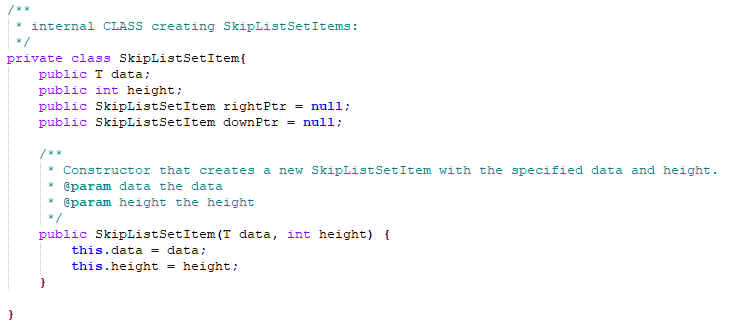 /**
 * internal CLASS creating SkipListSetItems:
 */
private class SkipListSetItem{
    public T data;
    public int height;
    public SkipListSetItem rightPtr = null;
    public SkipListSetItem downPtr = null;

    /**
     * Constructor that creates a new SkipListSetItem with the specified data and height.
     * @param data the data
     * @param height the height
     */
    public SkipListSetItem(T data, int height) {
        this.data = data;
        this.height = height;
    }

}